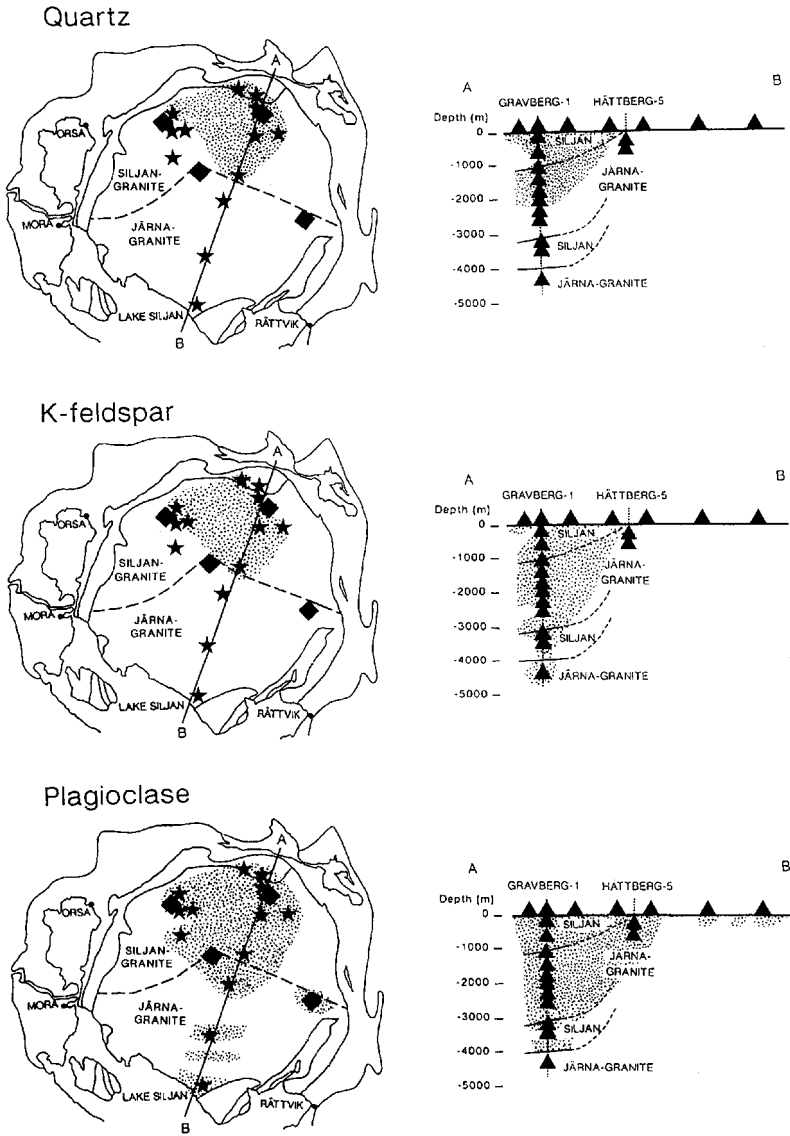 Quartz
A
ORSA
SILJAN-
GRANITE
MORA
JÄRNA-
GRANITE
LAKE SILJAN
RÄTTVIK
B
A
B
GRAVBERG-1
HÄTTBERG-5
Depth (m)
0
SILJAN
-1000
JÄRNA-
GRANITE
-2000
-3000
SILJAN
-4000
JÄRNA-GRANITE
-5000
K-feldspar
A
ORSA
SILJAN-
GRANITE
MORA
JÄRNA-
GRANITE
LAKE SILJAN
RÄTTVIK
B
A
B
GRAVBERG-1
HÄTTBERG-5
Depth (m)
0
SILJAN
-1000
JÄRNA-
GRANITE
-2000
-3000
SILJAN
-4000
JÄRNA-GRANITE
-5000
Plagioclase
A
ORSA
SILJAN-
GRANITE
MORA
JÄRNA-
GRANITE
LAKE SILJAN
RÄTTVIK
B
A
B
GRAVBERG-1
HÄTTBERG-5
Depth (m)
0
SILJAN
-1000
JÄRNA-
GRANITE
-2000
-3000
SILJAN
-4000
JÄRNA-GRANITE
-5000